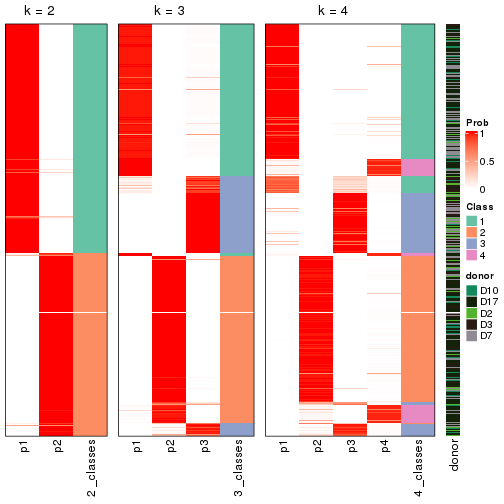 k = 2
k = 3
k = 4
p1
p2
2_classes
p1
p2
p3
3_classes
p1
p2
p3
p4
4_classes
donor
Prob
1
0.5
0
Class
1
2
3
4
donor
D10
D17
D2
D3
D7